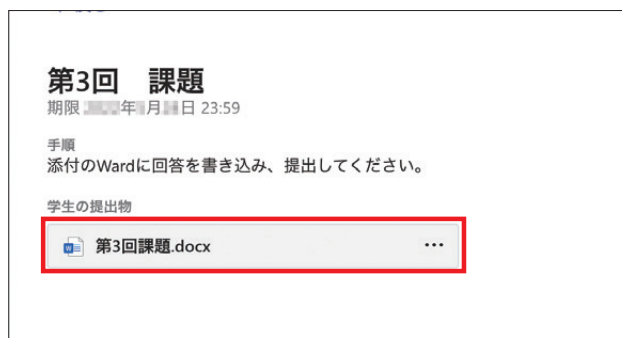 第3回　課題
期限 年 月 日 23:59
手順
添付のWardに回答を書き込み、提出してください。
学生の提出物
第3回課題.docx